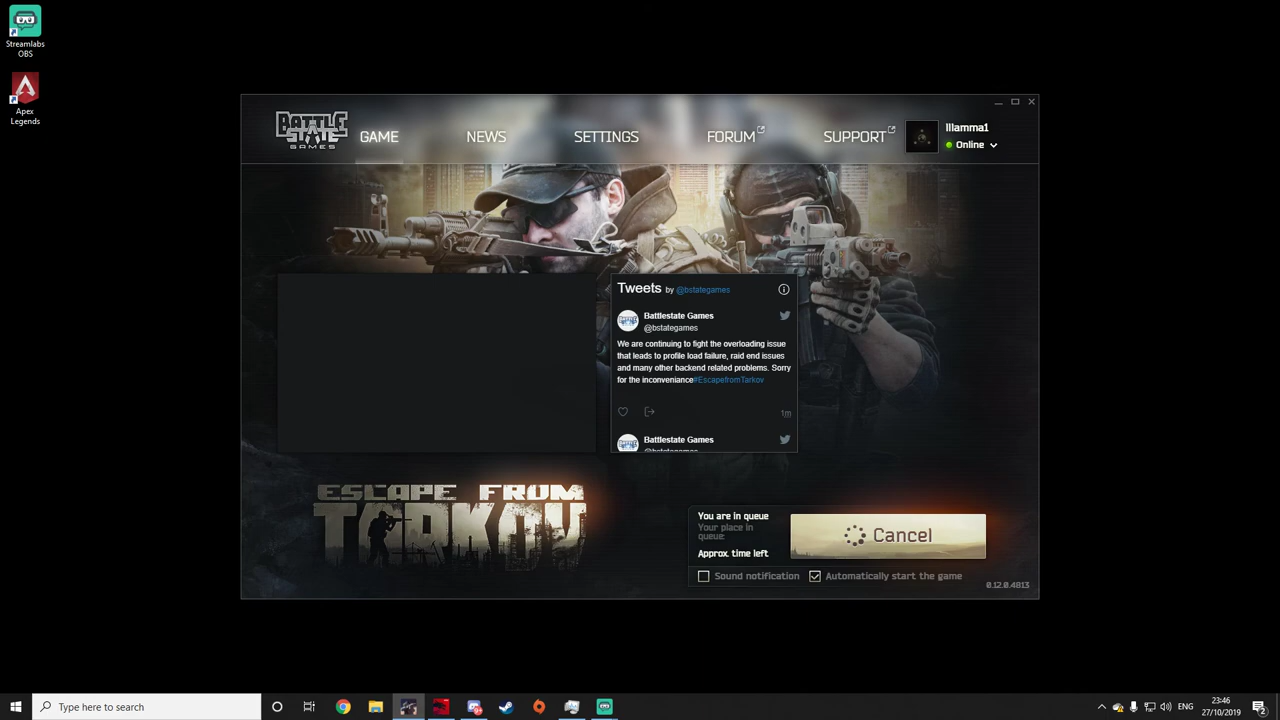 Streamlabs
OBS
Apex
Legends
BATTLE
STATE
GAMES
GAME
NEWS
SETTINGS
FORUM
SUPPORT
lllamma1
Online
Tweets by @bstategames
Battlestate Games
@bstategames
We are continuing to fight the overloading issue
that leads to profile load failure, raid end issues
and many other backend related problems. Sorry
for the inconveniance#EscapefromTarkov
1m
Battlestate Games
@bstategames
ESCAPE FROM
TARKOV
You are in queue
Your place in
queue:
Approx. time left
Cancel
Sound notification
Automatically start the game
0.12.0.4813
Type here to search
ENG
23:46
27/10/2019
2